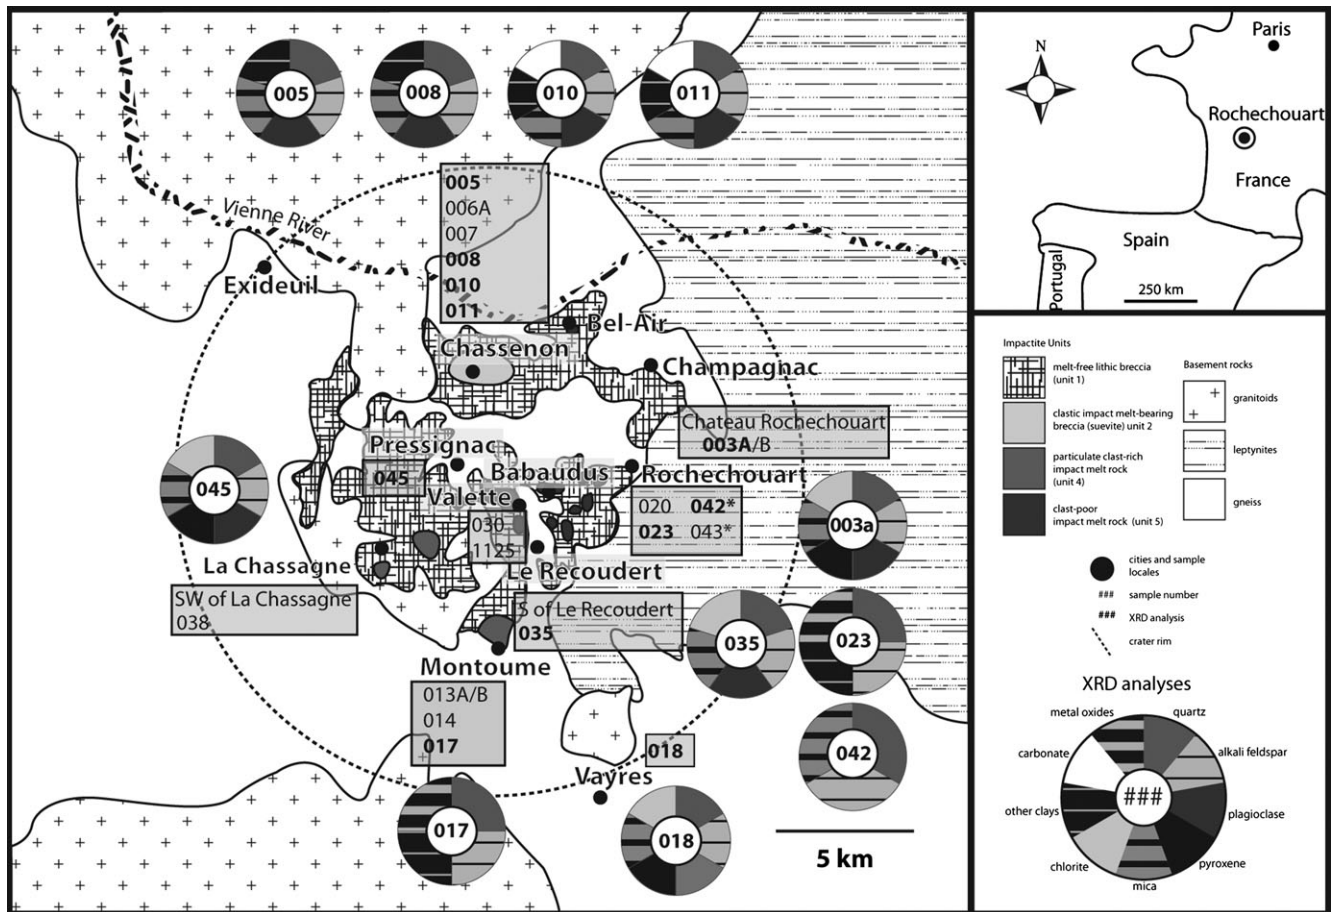 005
008
010
011
005
006A
007
008
010
011
Vienne River
Exideuil
Bel-Air
Chassenon
Champagnac
Chateau Rochechouart
003A/B
Pressignac
045
045
Babaudus
Rochechouart
020 042*
023 043*
Valette
030
1125
003a
La Chassagne
Le Recoudert
SW of La Chassagne
038
S of Le Recoudert
035
035
023
Montoume
013A/B
014
017
018
042
Vayres
017
018
5 km
N
Paris
Rochechouart
France
Spain
Portugal
250 km
Impactite Units
melt-free lithic breccia
(unit 1)
clastic impact melt-bearing
breccia (suevite) unit 2
particulate clast-rich
impact melt rock
(unit 4)
clast-poor
impact melt rock (unit 5)
Basement rocks
granitoids
leptynites
gneiss
cities and sample
locales
### sample number
### XRD analysis
crater rim
XRD analyses
metal oxides
quartz
carbonate
alkali feldspar
###
other clays
plagioclase
chlorite
pyroxene
mica